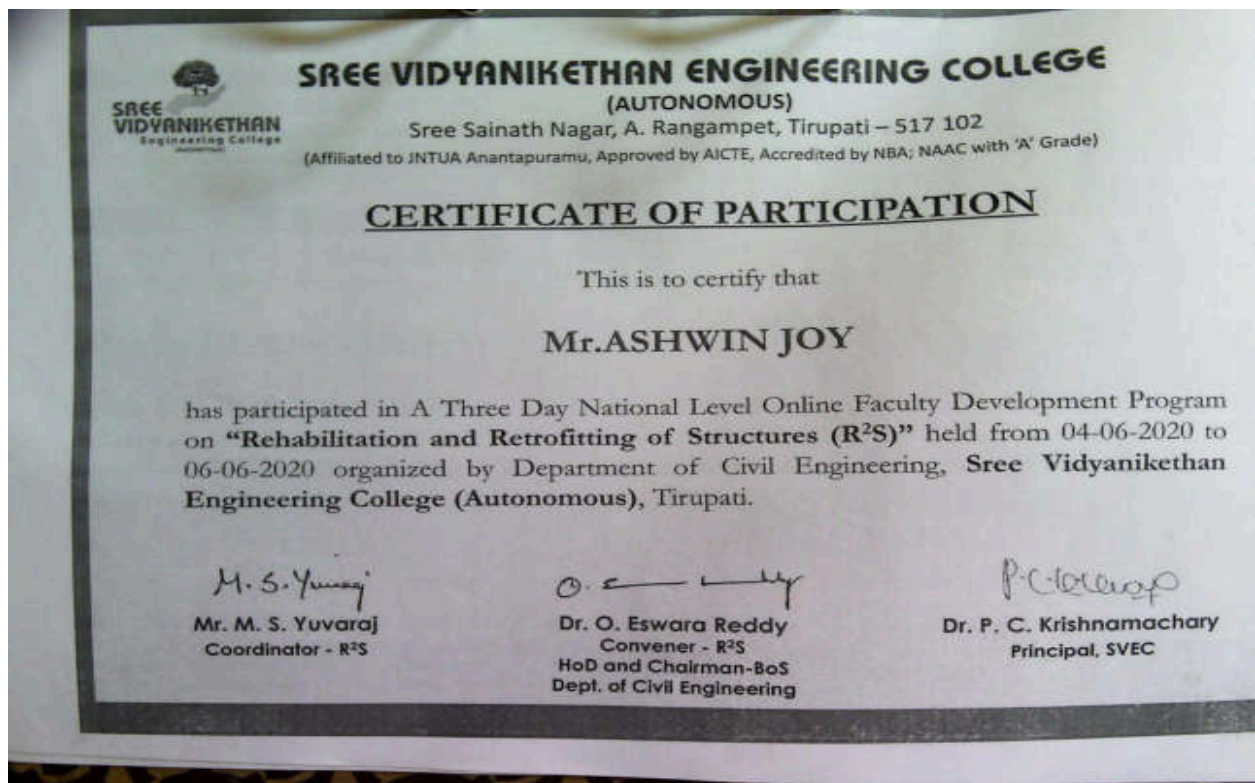 SREE
VIDYANIKETHAN
Engineering College
SREE VIDYANIKETHAN ENGINEERING COLLEGE
(AUTONOMOUS)
Sree Sainath Nagar, A. Rangampet, Tirupati – 517 102
(Affiliated to JNTUA Anantapuramu, Approved by AICTE, Accredited by NBA; NAAC with 'A' Grade)
CERTIFICATE OF PARTICIPATION
This is to certify that
Mr.ASHWIN JOY
has participated in A Three Day National Level Online Faculty Development Program
on “Rehabilitation and Retrofitting of Structures (R²S)” held from 04-06-2020 to
06-06-2020 organized by Department of Civil Engineering, Sree Vidyanikethan
Engineering College (Autonomous), Tirupati.
M.S.Yuvaraj
Mr. M. S. Yuvaraj
Coordinator - R²S
Dr. O. Eswara Reddy
Convener - R²S
HoD and Chairman-BoS
Dept. of Civil Engineering
Dr. P. C. Krishnamachary
Principal, SVEC